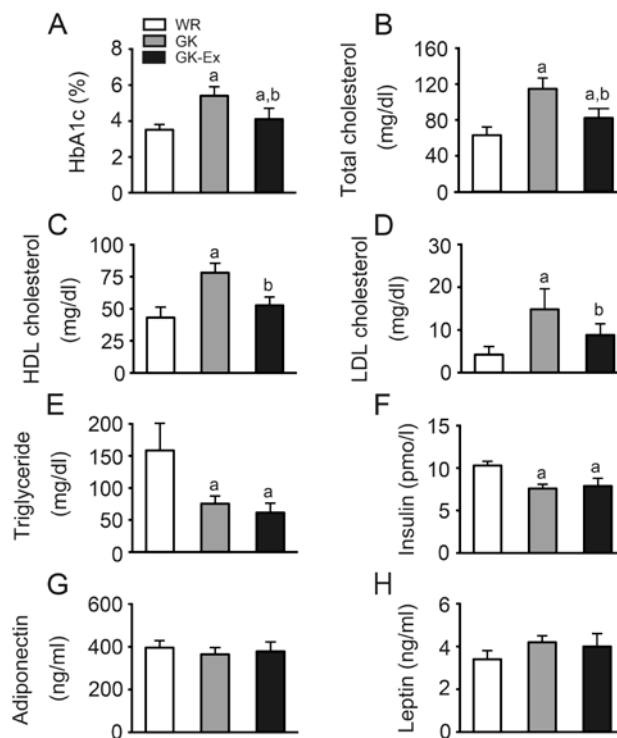 A
WR
GK
GK-Ex
HbA1c (%)
8
6
4
2
0
a
a,b
B
Total cholesterol
(mg/dl)
160
120
80
40
0
a
a,b
C
HDL cholesterol
(mg/dl)
100
75
50
25
0
a
b
D
LDL cholesterol
(mg/dl)
30
20
10
0
a
b
E
Triglyceride
(mg/dl)
200
150
100
50
0
a
a
F
Insulin (pmo/l)
15
10
5
0
a
a
G
Adiponectin
(ng/ml)
600
400
200
0
H
Leptin (ng/ml)
6
4
2
0